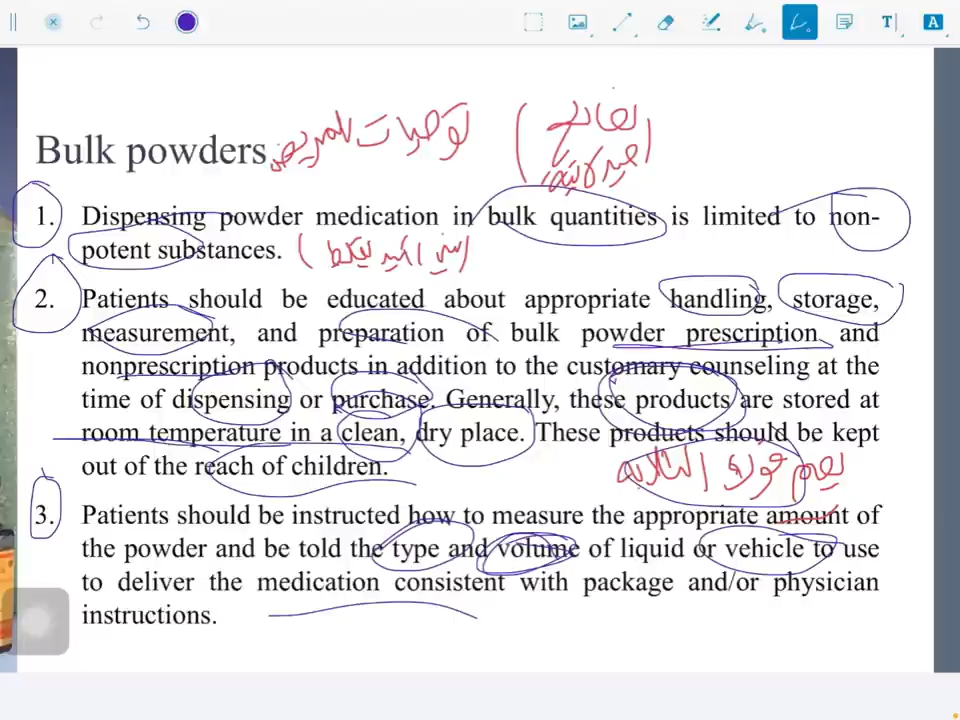 Bulk powders
توصيات للمريض
نصائح
صيدلانية
1. Dispensing powder medication in bulk quantities is limited to non-
potent substances.
2. Patients should be educated about appropriate handling, storage,
measurement, and preparation of bulk powder prescription and
nonprescription products in addition to the customary counseling at the
time of dispensing or purchase. Generally, these products are stored at
room temperature in a clean, dry place. These products should be kept
out of the reach of children.
3. Patients should be instructed how to measure the appropriate amount of
the powder and be told the type and volume of liquid or vehicle to use
to deliver the medication consistent with package and/or physician
instructions.